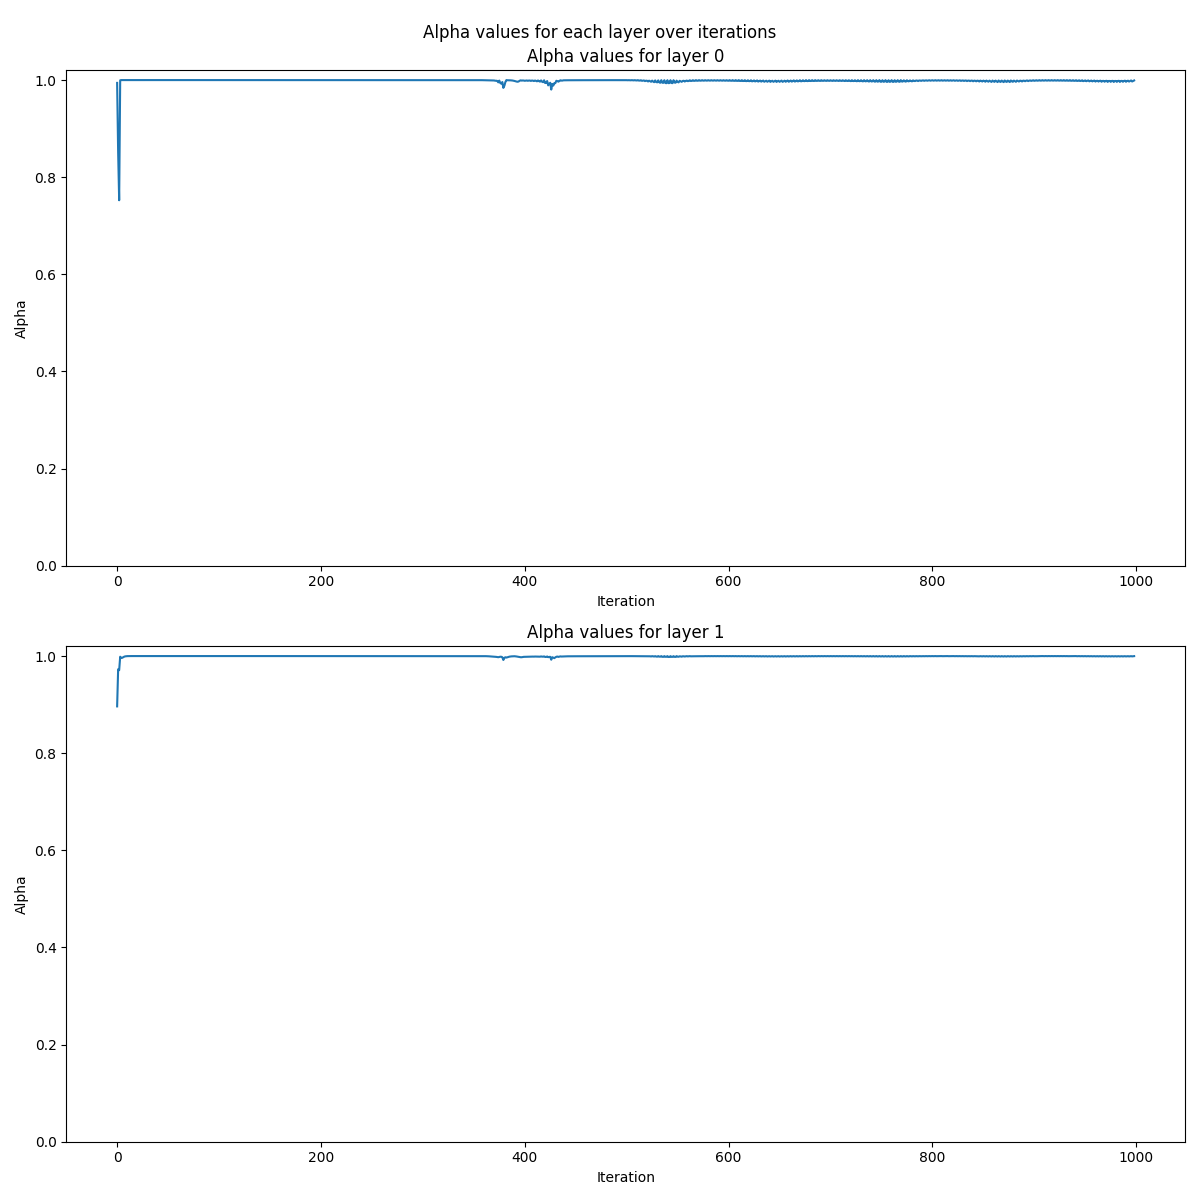 Alpha values for each layer over iterations
Alpha values for layer 0
1.0
0.8
0.6
0.4
0.2
0.0
Alpha
0 200 400 600 800 1000
Iteration
Alpha values for layer 1
1.0
0.8
0.6
0.4
0.2
0.0
Alpha
0 200 400 600 800 1000
Iteration